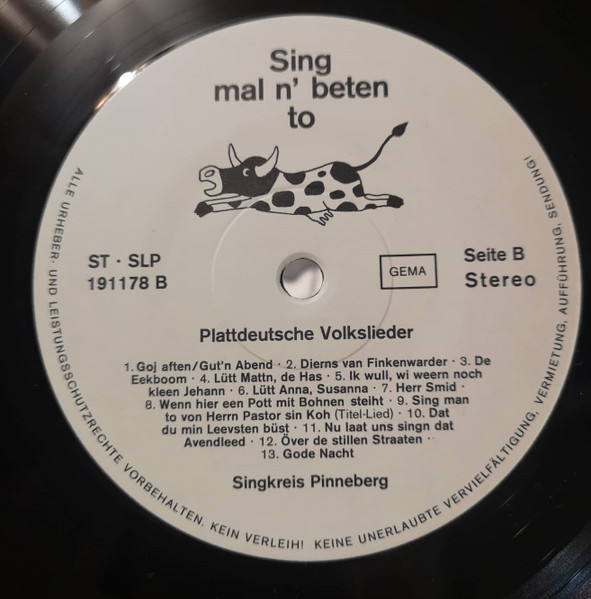 Sing
mal n' beten
to
ST · SLP
191178 B
GEMA
Seite B
Stereo
Plattdeutsche Volkslieder
1. Goj aften/Gut'n Abend · 2. Dierns van Finkenwarder · 3. De
Eekboom · 4. Lütt Mattn, de Has · 5. Ik wull, wi weern noch
kleen Jehann · 6. Lütt Anna, Susanna · 7. Herr Smid ·
8. Wenn hier een Pott mit Bohnen steiht · 9. Sing man
to von Herrn Pastor sin Koh (Titel-Lied) · 10. Dat
du min Leevsten büst · 11. Nu laat uns singn dat
Avendleed · 12. Över de stillen Straaten ·
13. Gode Nacht
Singkreis Pinneberg
ALLE URHEBER- UND LEISTUNGSSCHUTZRECHTE VORBEHALTEN. KEIN VERLEIH! KEINE UNERLAUBTE VERVIELFÄLTIGUNG, VERMIETUNG, AUFFÜHRUNG, SENDUNG!